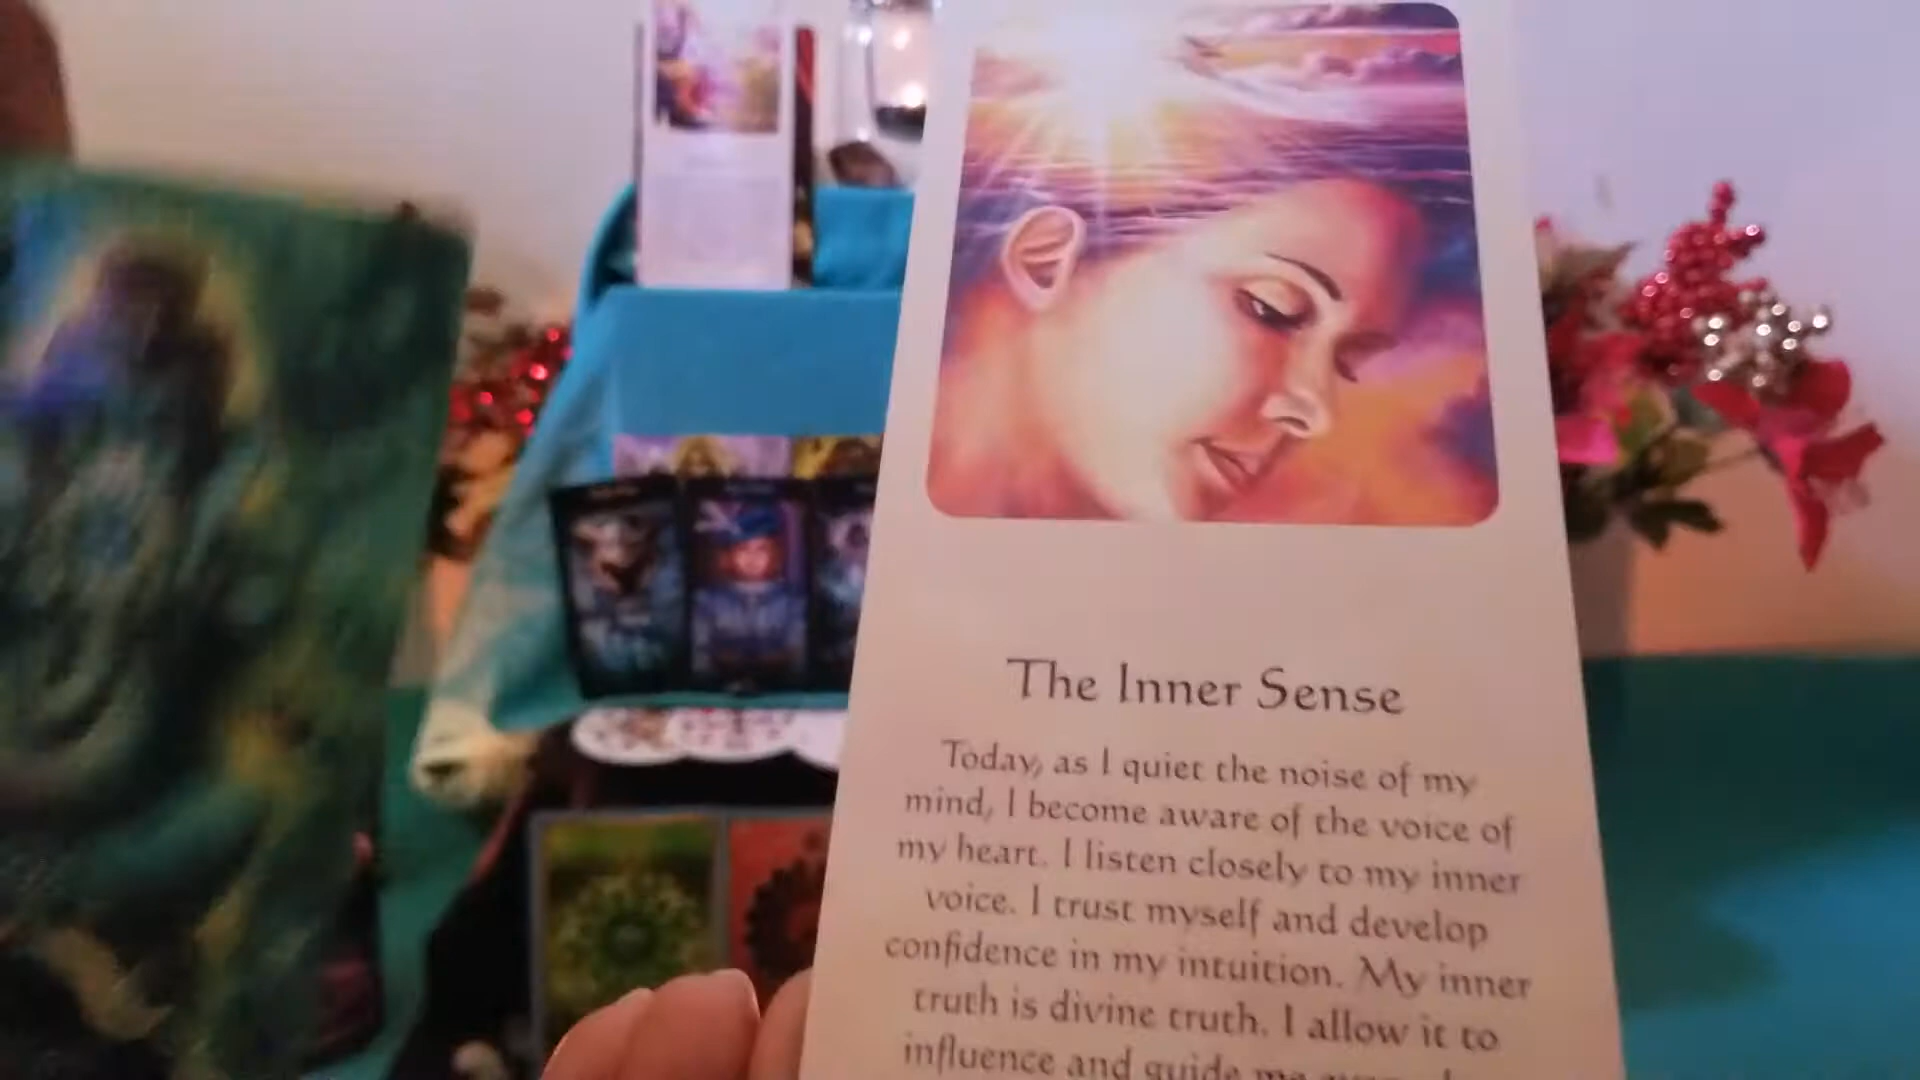 The Inner Sense
Today, as I quiet the noise of my
mind, I become aware of the voice of
my heart. I listen closely to my inner
voice. I trust myself and develop
confidence in my intuition. My inner
truth is divine truth. I allow it to
influence and guide me